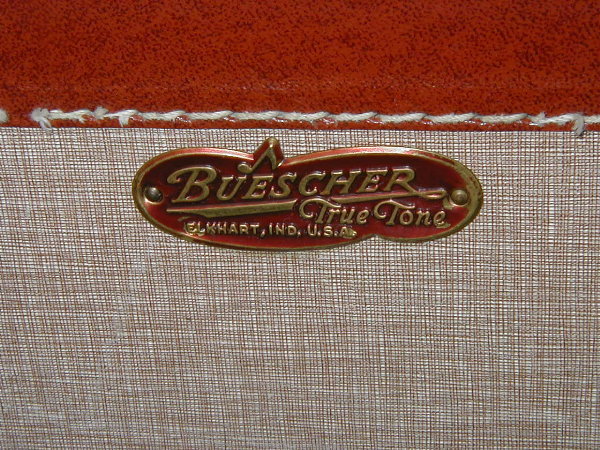 BUESCHER
True Tone
ELKHART, IND. U.S.A.